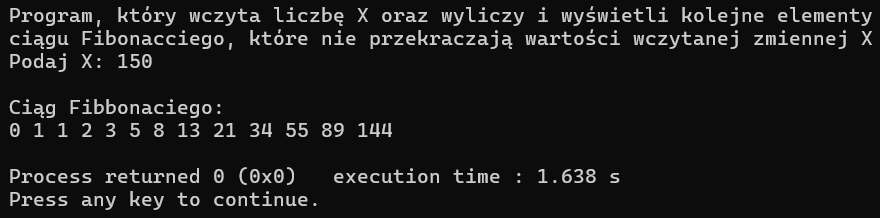 Program, który wczyta liczbę X oraz wyliczy i wyświetli kolejne elementy
ciągu Fibonacciego, które nie przekraczają wartości wczytanej zmiennej X
Podaj X: 150
Ciąg Fibbonaciego:
0 1 1 2 3 5 8 13 21 34 55 89 144
Process returned 0 (0x0)   execution time : 1.638 s
Press any key to continue.